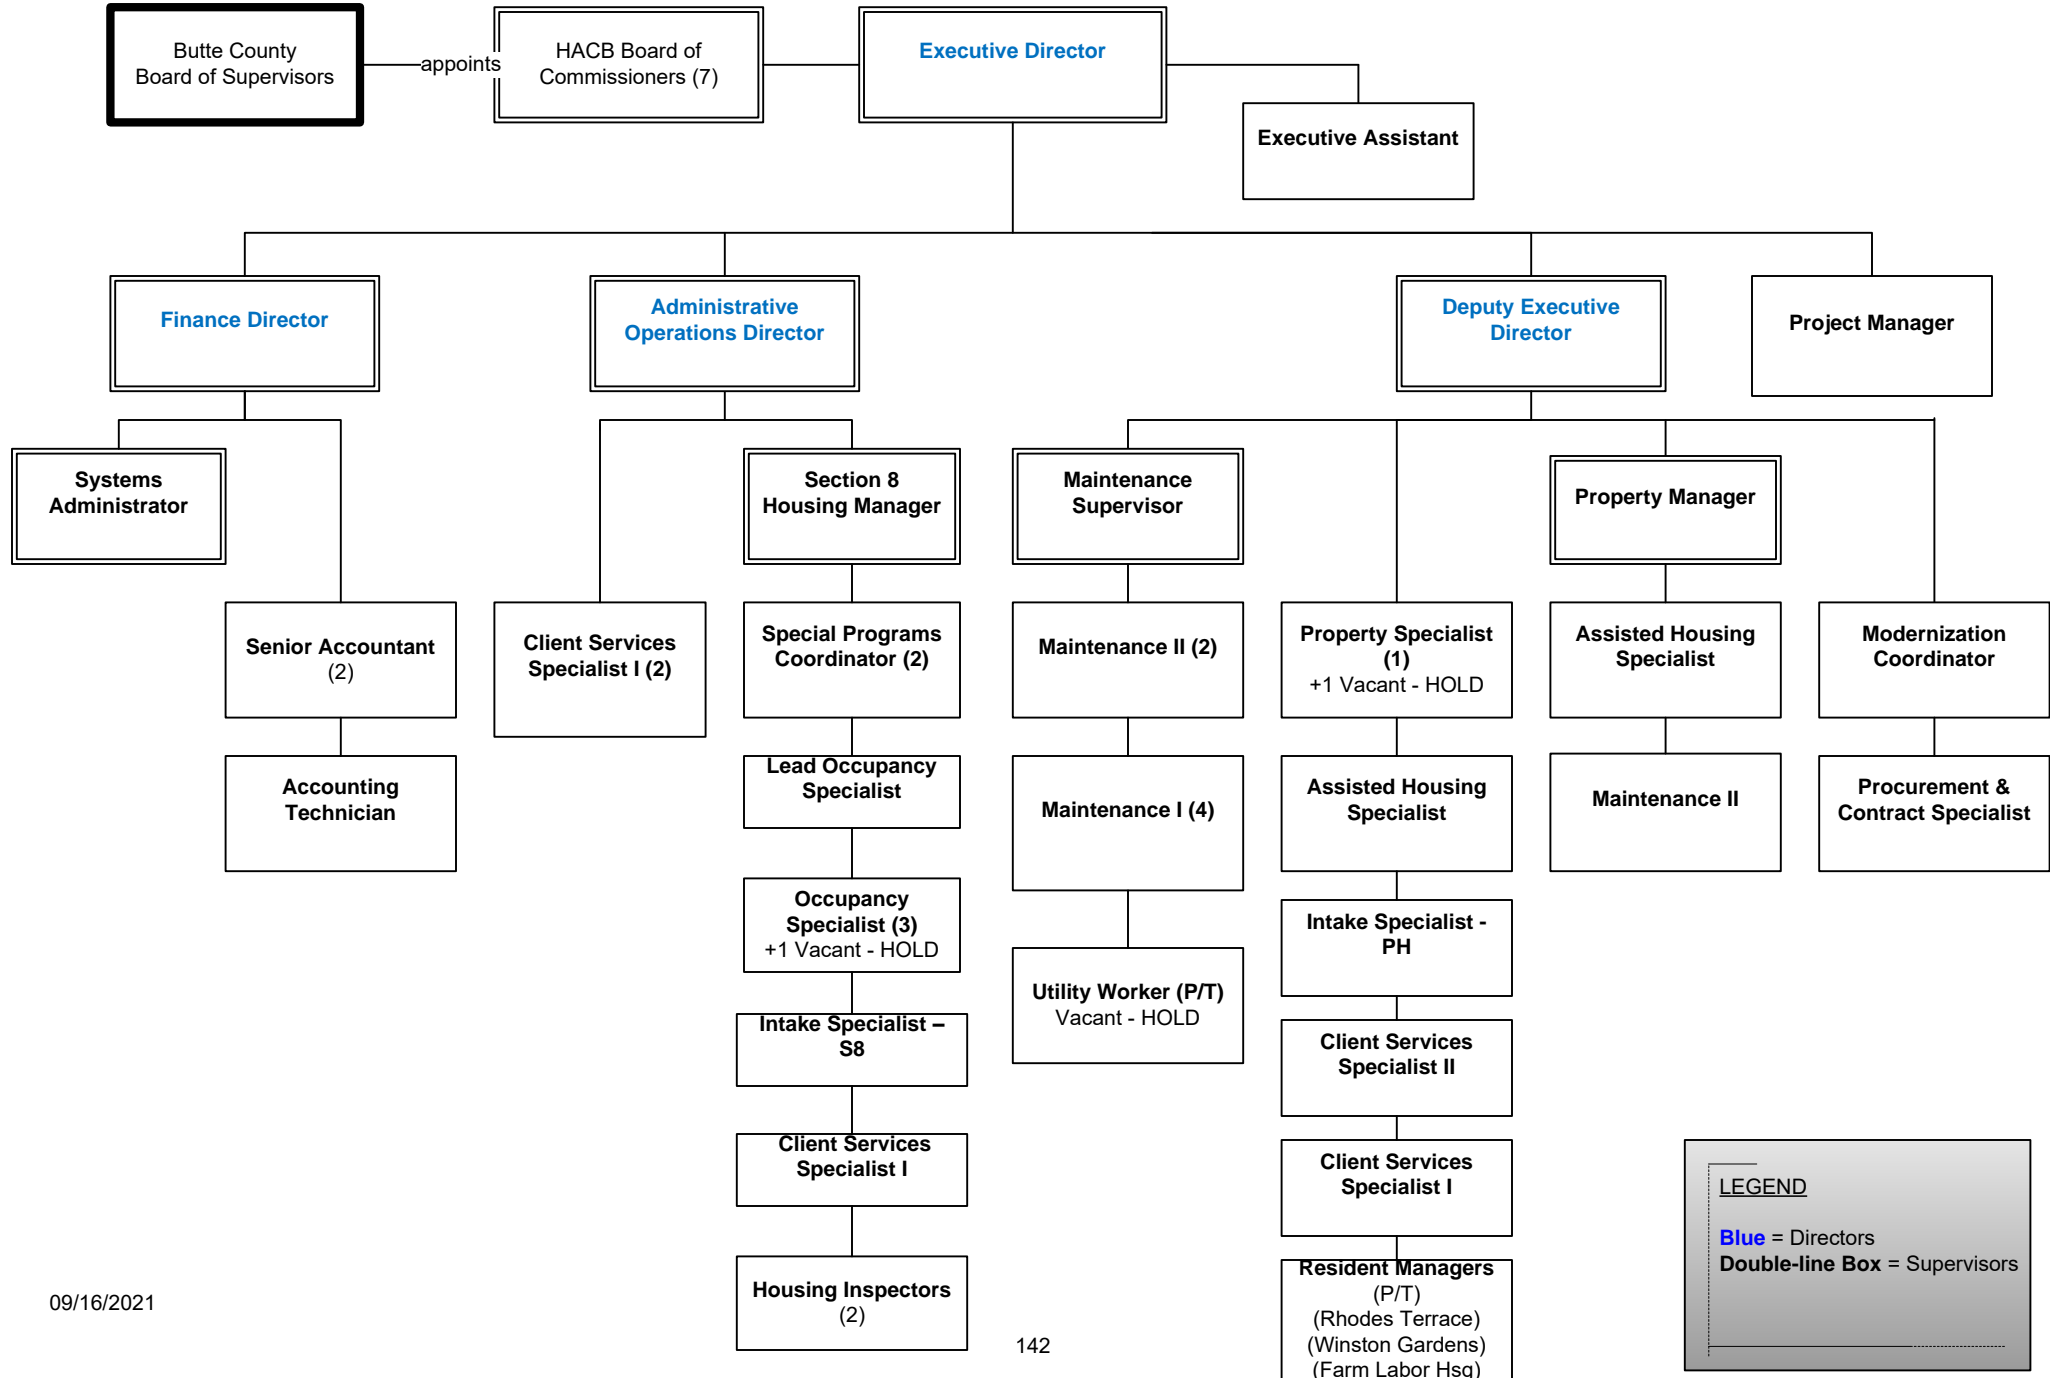 Butte County
Board of Supervisors
appoints
HACB Board of
Commissioners (7)
Executive Director
Executive Assistant
Finance Director
Administrative
Operations Director
Deputy Executive
Director
Project Manager
Systems
Administrator
Section 8
Housing Manager
Maintenance
Supervisor
Property Manager
Senior Accountant
(2)
Client Services
Specialist I (2)
Special Programs
Coordinator (2)
Maintenance II (2)
Property Specialist
(1)
+1 Vacant - HOLD
Assisted Housing
Specialist
Modernization
Coordinator
Accounting
Technician
Lead Occupancy
Specialist
Maintenance I (4)
Assisted Housing
Specialist
Maintenance II
Procurement &
Contract Specialist
Occupancy
Specialist (3)
+1 Vacant - HOLD
Utility Worker (P/T)
Vacant - HOLD
Intake Specialist -
PH
Intake Specialist –
S8
Client Services
Specialist II
Client Services
Specialist I
Client Services
Specialist I
Housing Inspectors
(2)
Resident Managers
(P/T)
(Rhodes Terrace)
(Winston Gardens)
(Farm Labor Hsg)
LEGEND
Blue = Directors
Double-line Box = Supervisors
09/16/2021
142